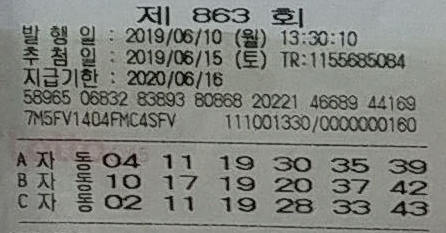 제 863 회
발 행 일 : 2019/06/10 (월) 13:30:10
추 첨 일 : 2019/06/15 (토) TR:1155685084
지급기한 : 2020/06/16
58965 06832 83893 80868 20221 46689 44169
7M5FV1404FMC4SFV 111001330/0000000160
A 자 동 04 11 19 30 35 39
B 자 동 10 17 19 20 37 42
C 자 동 02 11 19 28 33 43